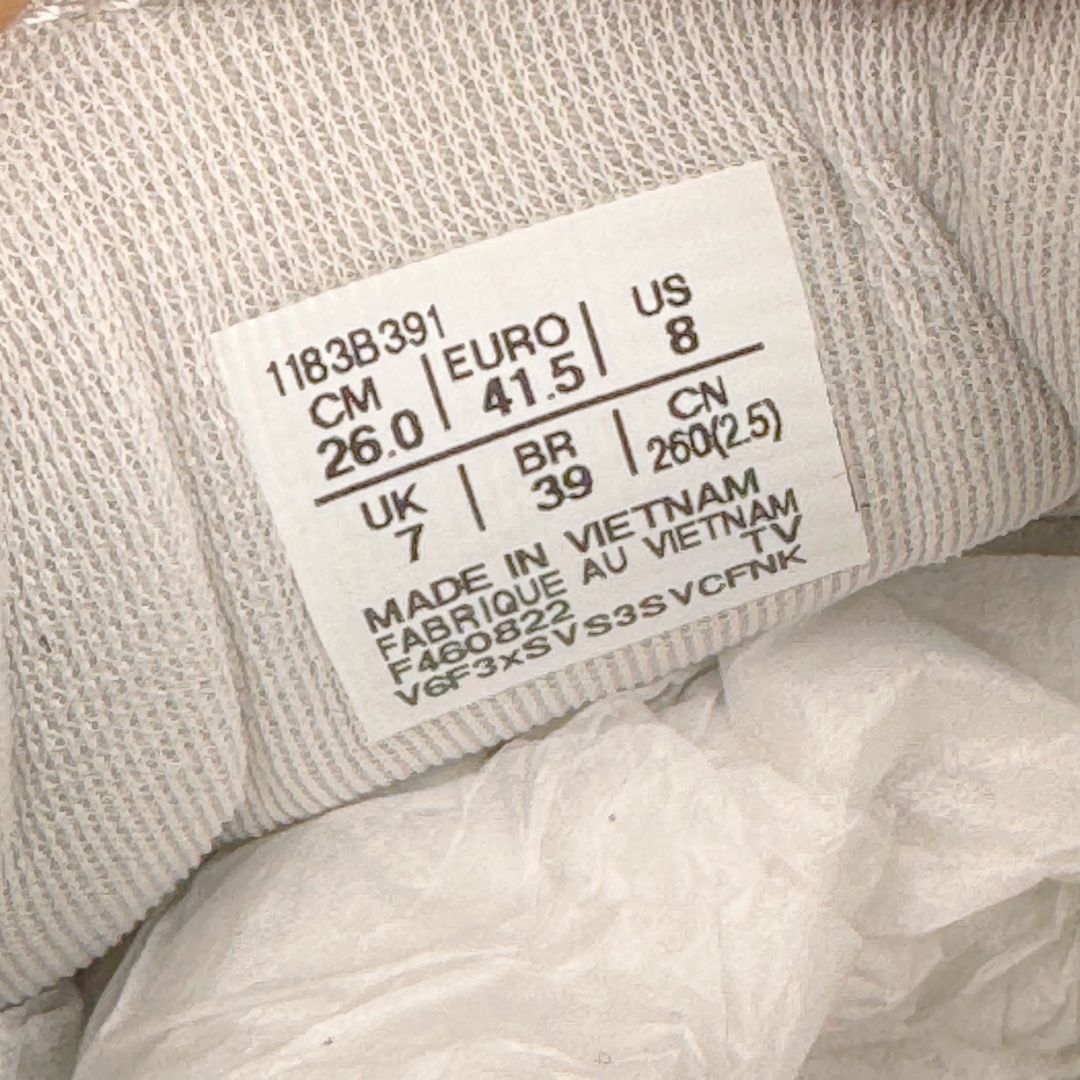 1183B391
CM | EURO | US
26.0 | 41.5 | 8
UK | BR | CN
7 | 39 | 260(2.5)
MADE IN VIETNAM
FABRIQUE AU VIETNAM
F460822 TV
V6F3xSVS3SVCFNK